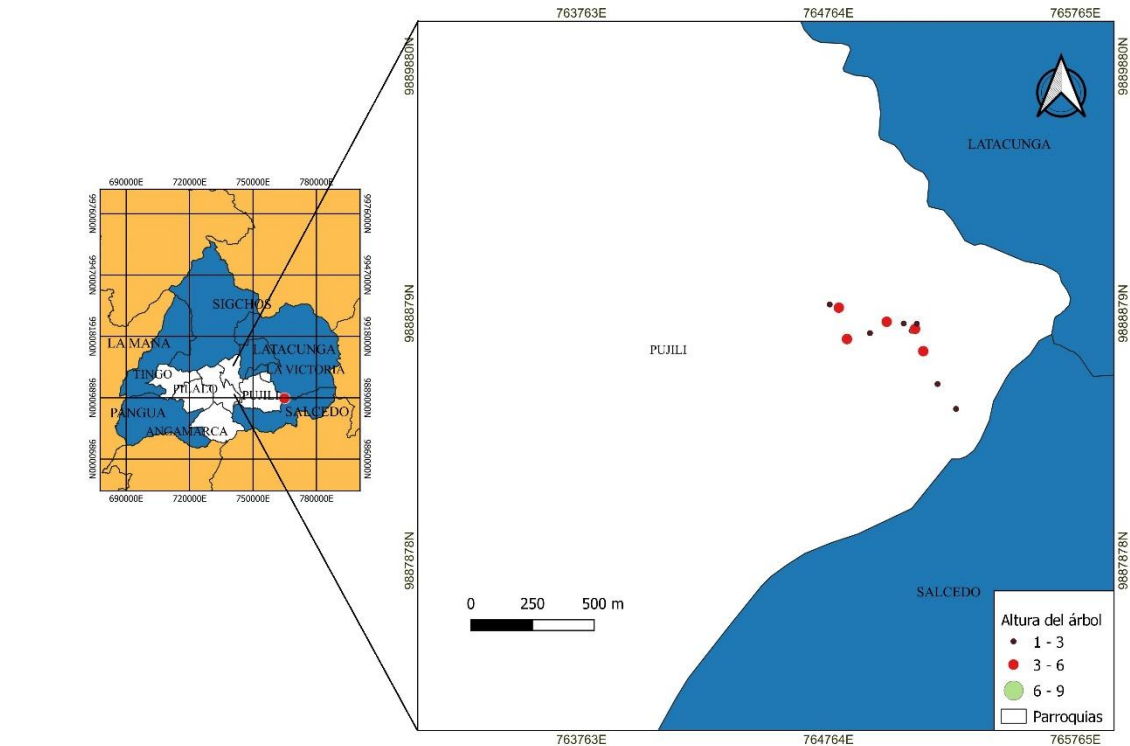 763763E 764764E 765765E
9889880N
9889880N
LATACUNGA
690000E 720000E 750000E 780000E
9976000N
9976000N
9947000N
9947000N
SIGCHOS
9918000N
9918000N
LA MANA
LATACUNGA
TINGO
LA VICTORIA
PILALO
PUJILI
9889000N
9889000N
PANGUA
SALCEDO
ANGAMARCA
9860000N
9860000N
690000E 720000E 750000E 780000E
9888879N
9888879N
PUJILI
9887878N
9887878N
SALCEDO
0 250 500 m
Altura del árbol
1 - 3
3 - 6
6 - 9
Parroquias
763763E 764764E 765765E